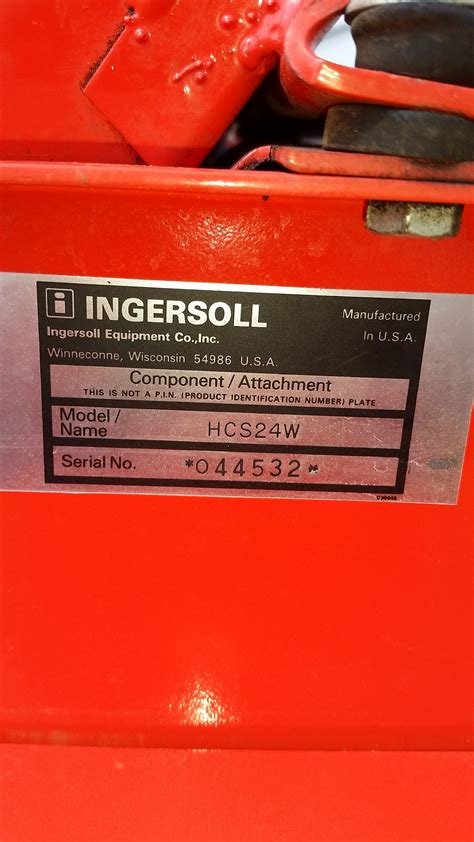 i INGERSOLL
Manufactured
In U.S.A.
Ingersoll Equipment Co.,Inc.
Winneconne, Wisconsin 54986 U.S.A.
Component/Attachment
THIS IS NOT A P.I.N. (PRODUCT IDENTIFICATION NUMBER) PLATE
Model/
Name
HCS24W
Serial No.
*044532*